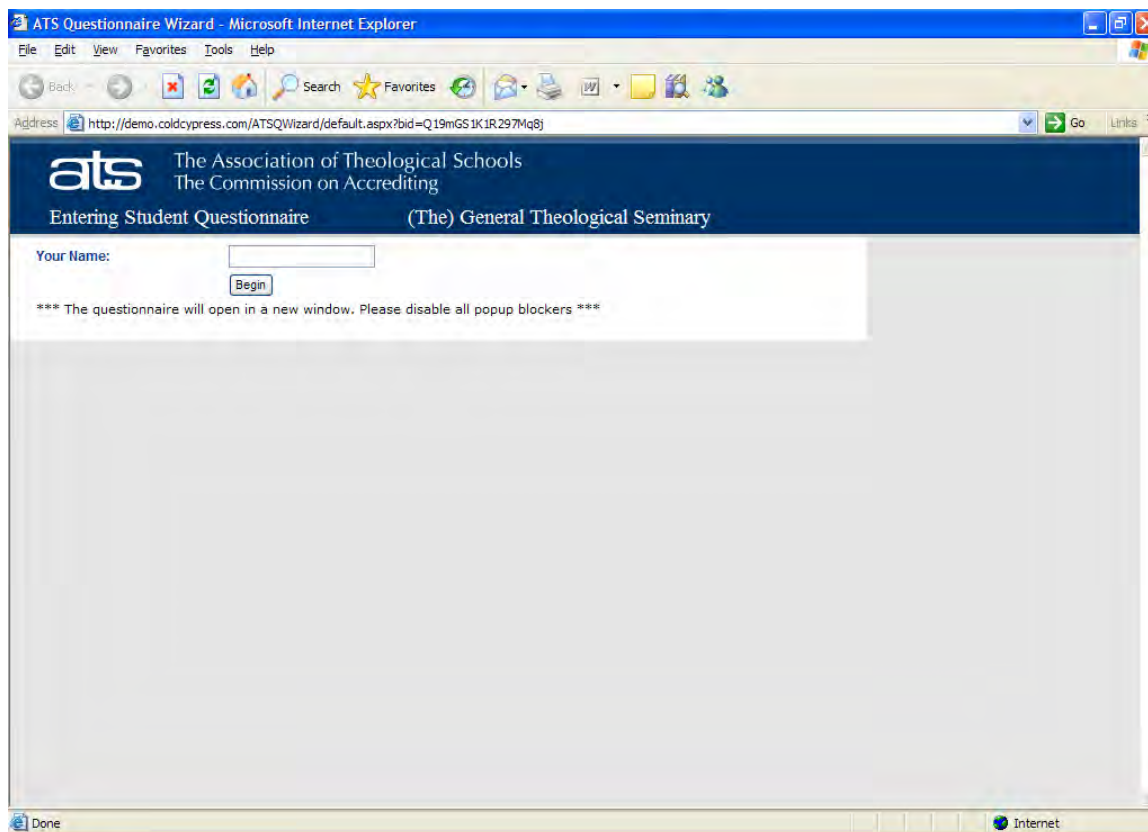 ATS Questionnaire Wizard - Microsoft Internet Explorer
File Edit View Favorites Tools Help
Back Search Favorites
Address http://demo.coldcypress.com/ATSQWizard/default.aspx?bid=Q19mGS1K1R297Mq8j Go Links
ats The Association of Theological Schools
The Commission on Accrediting
Entering Student Questionnaire (The) General Theological Seminary
Your Name:
Begin
*** The questionnaire will open in a new window. Please disable all popup blockers ***
Done Internet